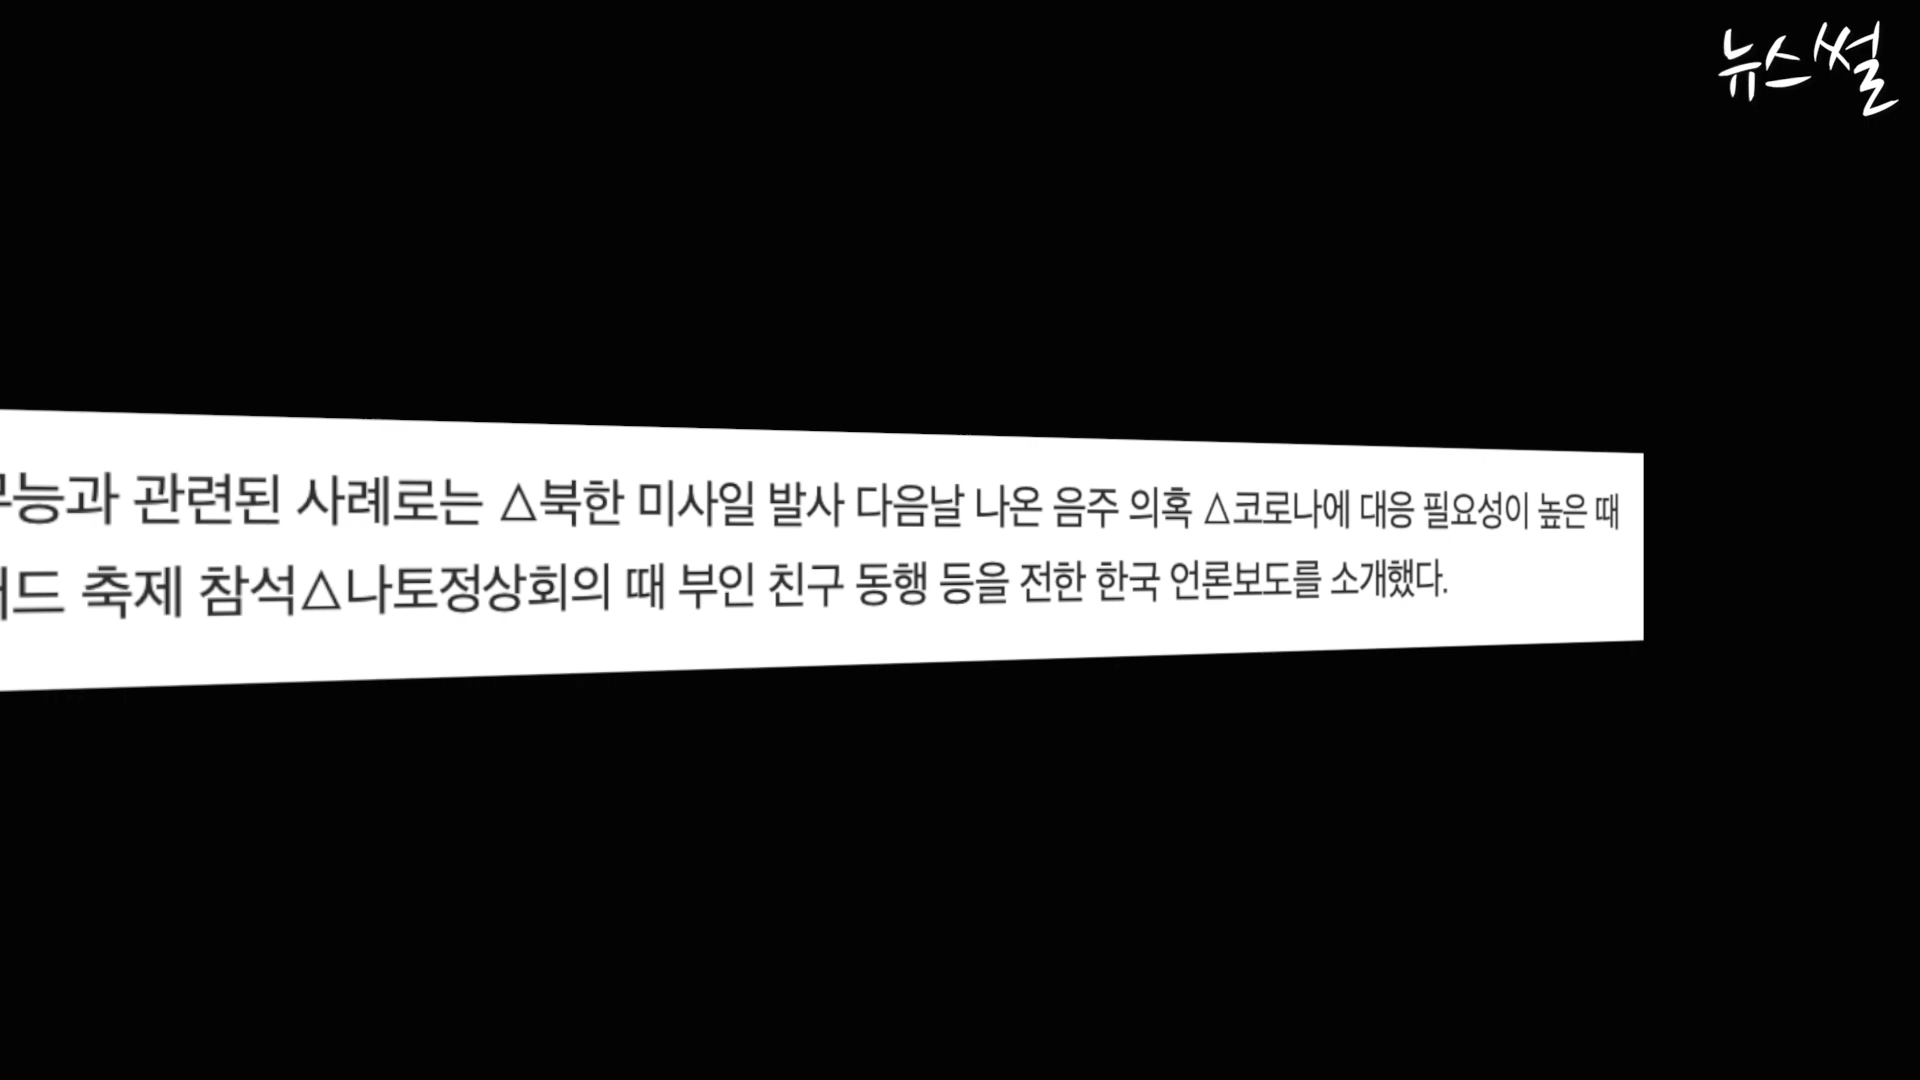 뉴스썰
관련된 사례로는 △북한 미사일 발사 다음날 나온 음주 의혹 △코로나에 대응 필요성이 높은 때
축제 참석△나토정상회의 때 부인 친구 동행 등을 전한 한국 언론보도를 소개했다.